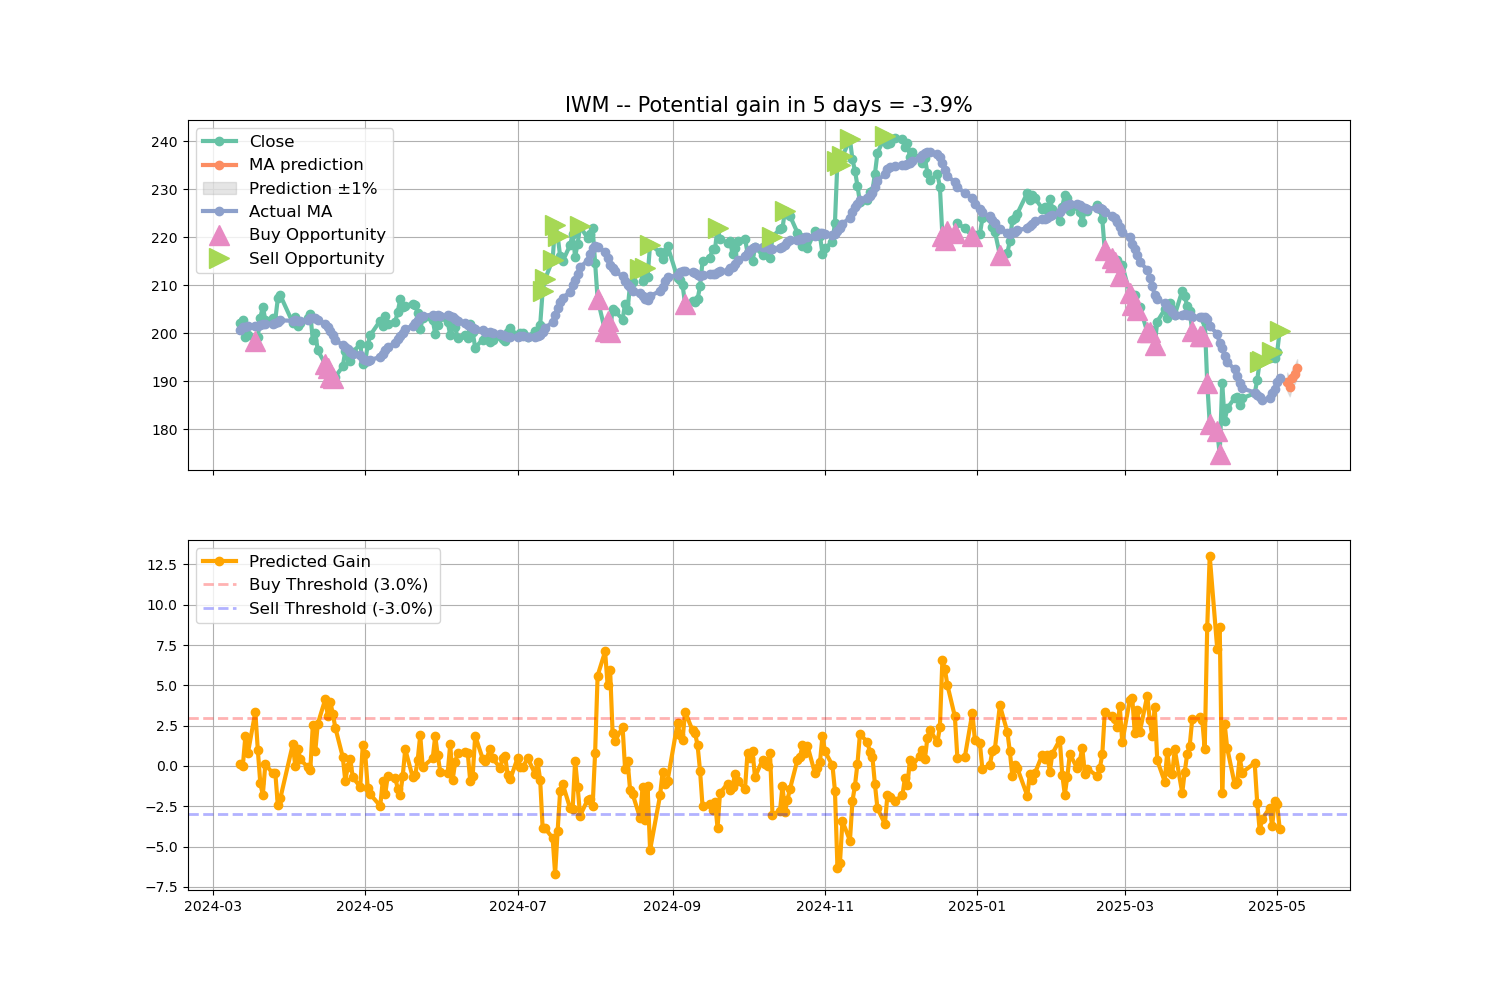 IWM -- Potential gain in 5 days = -3.9%
Close
MA prediction
Prediction ±1%
Actual MA
Buy Opportunity
Sell Opportunity
240
230
220
210
200
190
180
Predicted Gain
Buy Threshold (3.0%)
Sell Threshold (-3.0%)
12.5
10.0
7.5
5.0
2.5
0.0
−2.5
−5.0
−7.5
2024-03 2024-05 2024-07 2024-09 2024-11 2025-01 2025-03 2025-05